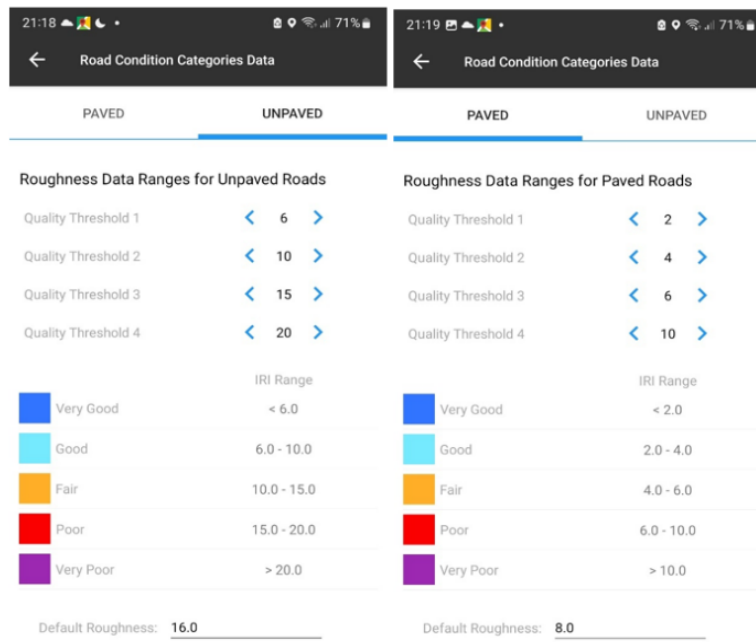 21:18
71%
Road Condition Categories Data
PAVED UNPAVED
Roughness Data Ranges for Unpaved Roads
Quality Threshold 1 6
Quality Threshold 2 10
Quality Threshold 3 15
Quality Threshold 4 20
IRI Range
Very Good < 6.0
Good 6.0 - 10.0
Fair 10.0 - 15.0
Poor 15.0 - 20.0
Very Poor > 20.0
Default Roughness: 16.0
21:19
71%
Road Condition Categories Data
PAVED UNPAVED
Roughness Data Ranges for Paved Roads
Quality Threshold 1 2
Quality Threshold 2 4
Quality Threshold 3 6
Quality Threshold 4 10
IRI Range
Very Good < 2.0
Good 2.0 - 4.0
Fair 4.0 - 6.0
Poor 6.0 - 10.0
Very Poor > 10.0
Default Roughness: 8.0